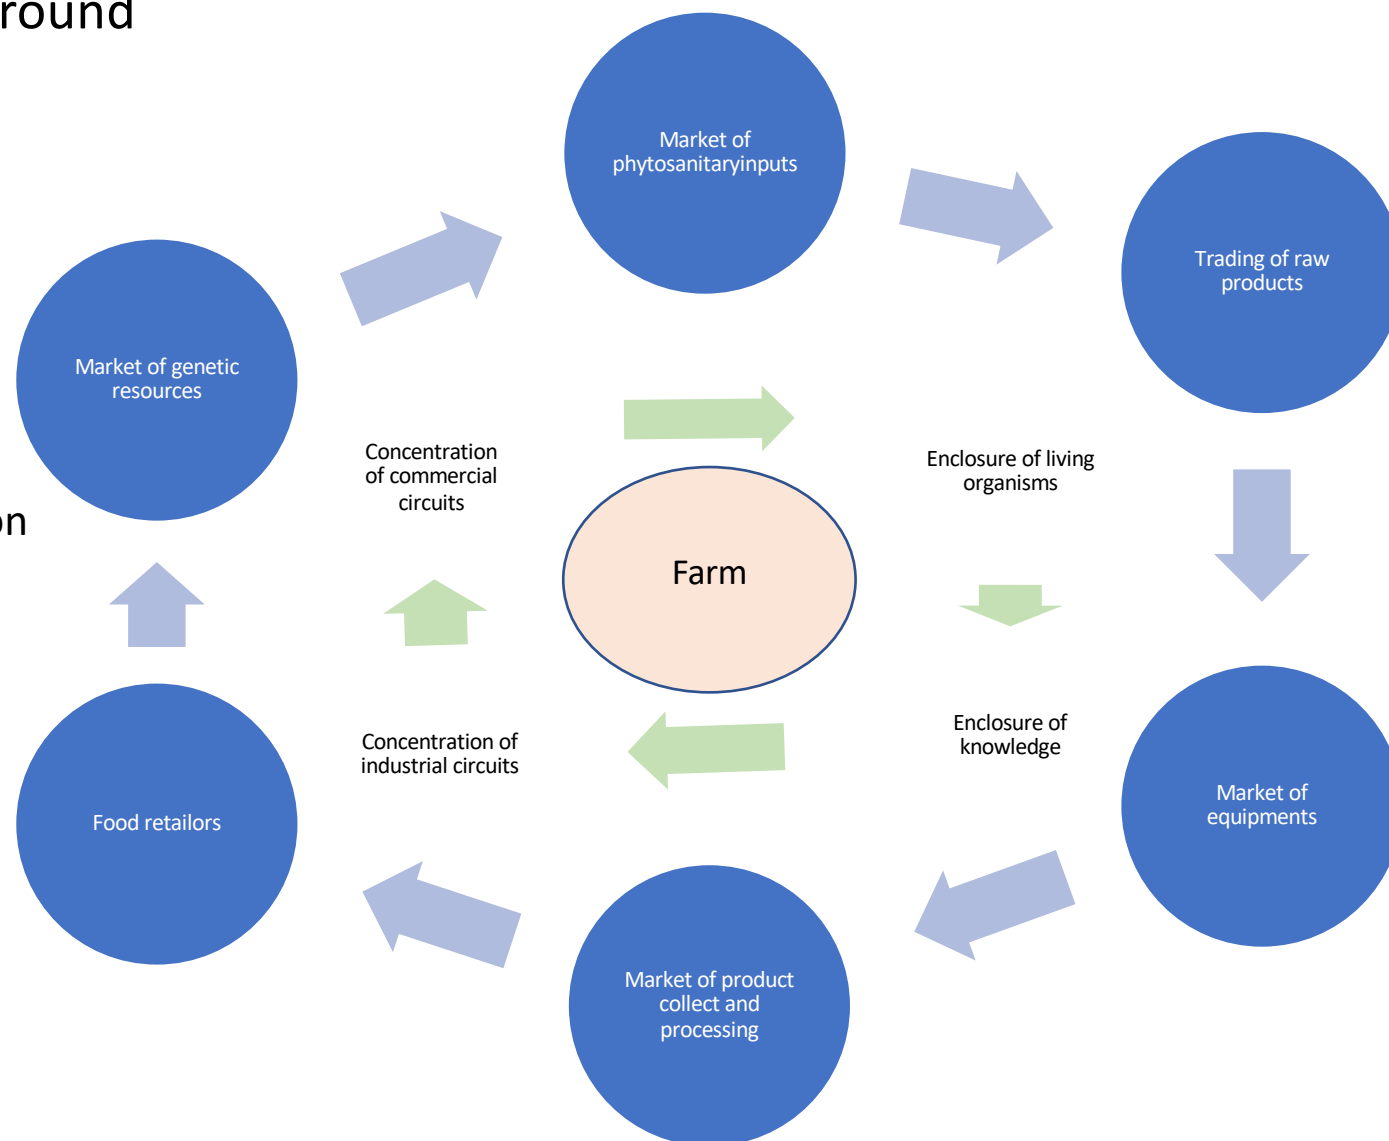 round
Market of
phytosanitaryinputs
Trading of raw
products
Market of genetic
resources
Concentration
of commercial
circuits
Enclosure of living
organisms
on
Farm
Concentration of
industrial circuits
Enclosure of
knowledge
Food retailors
Market of
equipments
Market of product
collect and
processing